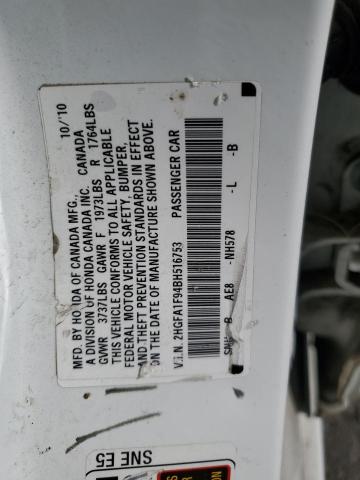 MFD. BY HONDA OF CANADA MFG. 10/'10
A DIVISION OF HONDA CANADA INC. CANADA
GVWR 3737LBS GAWR F 1973LBS R 1764LBS
THIS VEHICLE CONFORMS TO ALL APPLICABLE
FEDERAL MOTOR VEHICLE SAFETY, BUMPER,
AND THEFT PREVENTION STANDARDS IN EFFECT
ON THE DATE OF MANUFACTURE SHOWN ABOVE.
V.I.N. 2HGFA1F94BH516753 PASSENGER CAR
B AE8 -NH578 -L -B
SNE E5